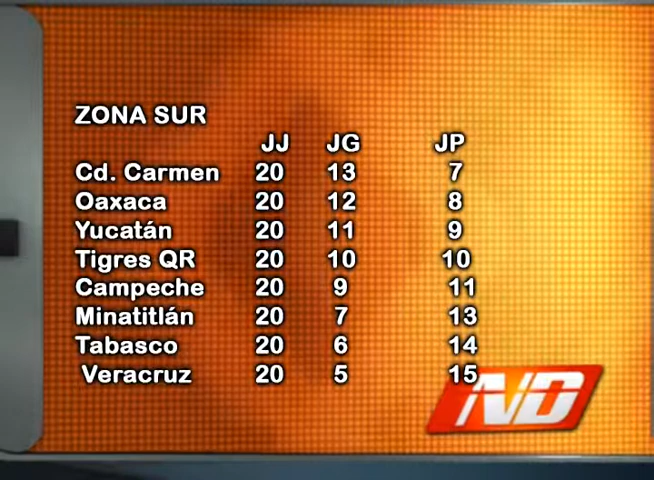 ZONA SUR
JJ JG JP
Cd. Carmen 20 13 7
Oaxaca 20 12 8
Yucatán 20 11 9
Tigres QR 20 10 10
Campeche 20 9 11
Minatitlán 20 7 13
Tabasco 20 6 14
Veracruz 20 5 15
ND